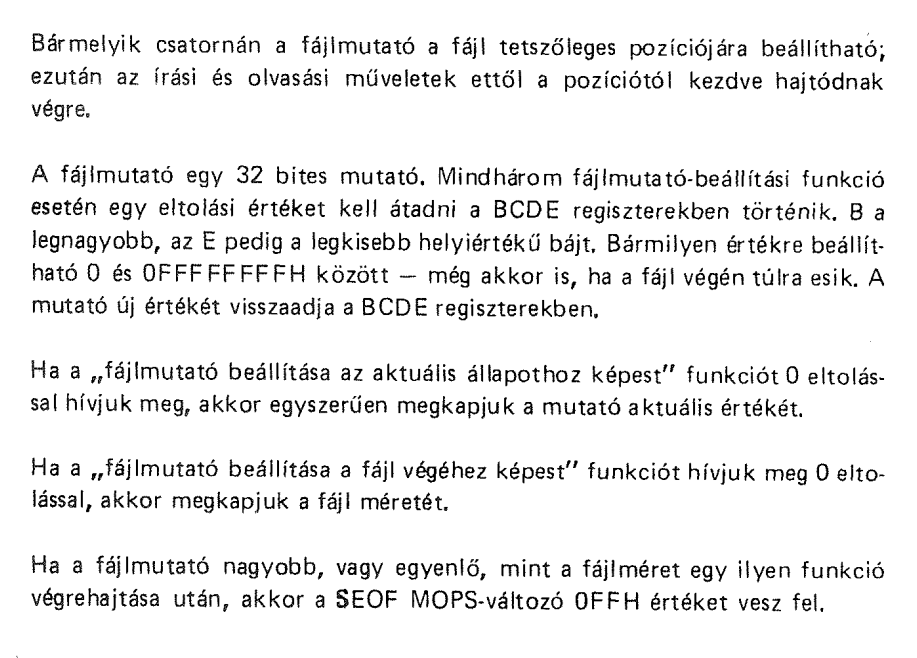 Bármelyik csatornán a fájlmutató a fájl tetszőleges pozíciójára beállítható;
ezután az írási és olvasási műveletek ettől a pozíciótól kezdve hajtódnak
végre.
A fájlmutató egy 32 bites mutató. Mindhárom fájlmutató-beállítási funkció
esetén egy eltolási értéket kell átadni a BCDE regiszterekben történik. B a
legnagyobb, az E pedig a legkisebb helyiértékű bájt. Bármilyen értékre beállít-
ható 0 és 0FFFFFFFFH között — még akkor is, ha a fájl végén túlra esik. A
mutató új értékét visszaadja a BCDE regiszterekben.
Ha a „fájlmutató beállítása az aktuális állapothoz képest” funkciót 0 eltolás-
sal hívjuk meg, akkor egyszerűen megkapjuk a mutató aktuális értékét.
Ha a „fájlmutató beállítása a fájl végéhez képest” funkciót hívjuk meg 0 elto-
lással, akkor megkapjuk a fájl méretét.
Ha a fájlmutató nagyobb, vagy egyenlő, mint a fájlméret egy ilyen funkció
végrehajtása után, akkor a SEOF MOPS-változó 0FFH értéket vesz fel.